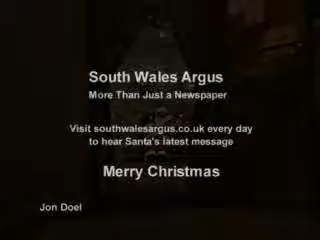 South Wales Argus
More Than Just a Newspaper
Visit southwalesargus.co.uk every day
to hear Santa's latest message
Merry Christmas
Jon Doel